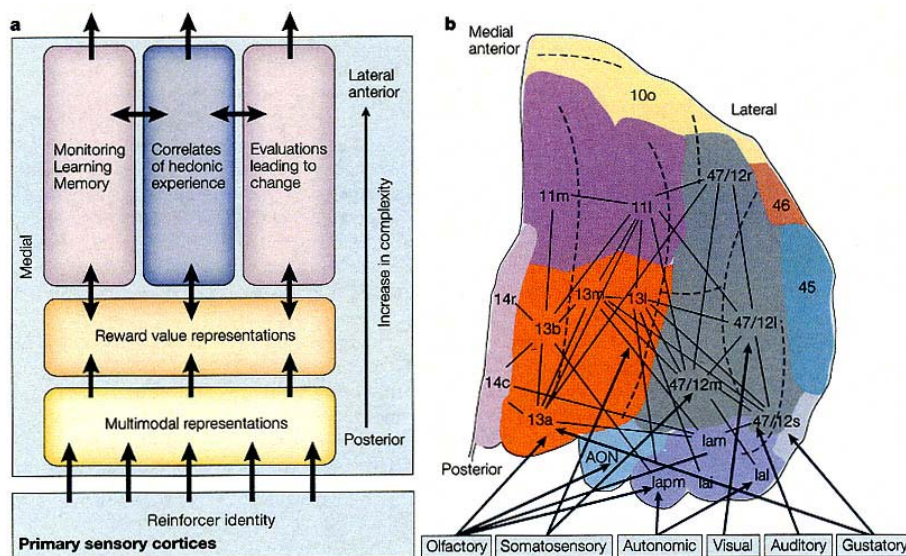 a
Monitoring
Learning
Memory
Correlates
of hedonic
experience
Evaluations
leading to
change
Lateral
anterior
Medial
Increase in complexity
Reward value representations
Multimodal representations
Posterior
Reinforcer identity
Primary sensory cortices
b
Medial
anterior
10o
Lateral
47/12r
46
11m
11l
45
14r
13m
13l
13b
47/12l
14c
47/12m
13a
47/12s
Iam
Posterior
AON
Iapm
Iai
Ial
Olfactory
Somatosensory
Autonomic
Visual
Auditory
Gustatory